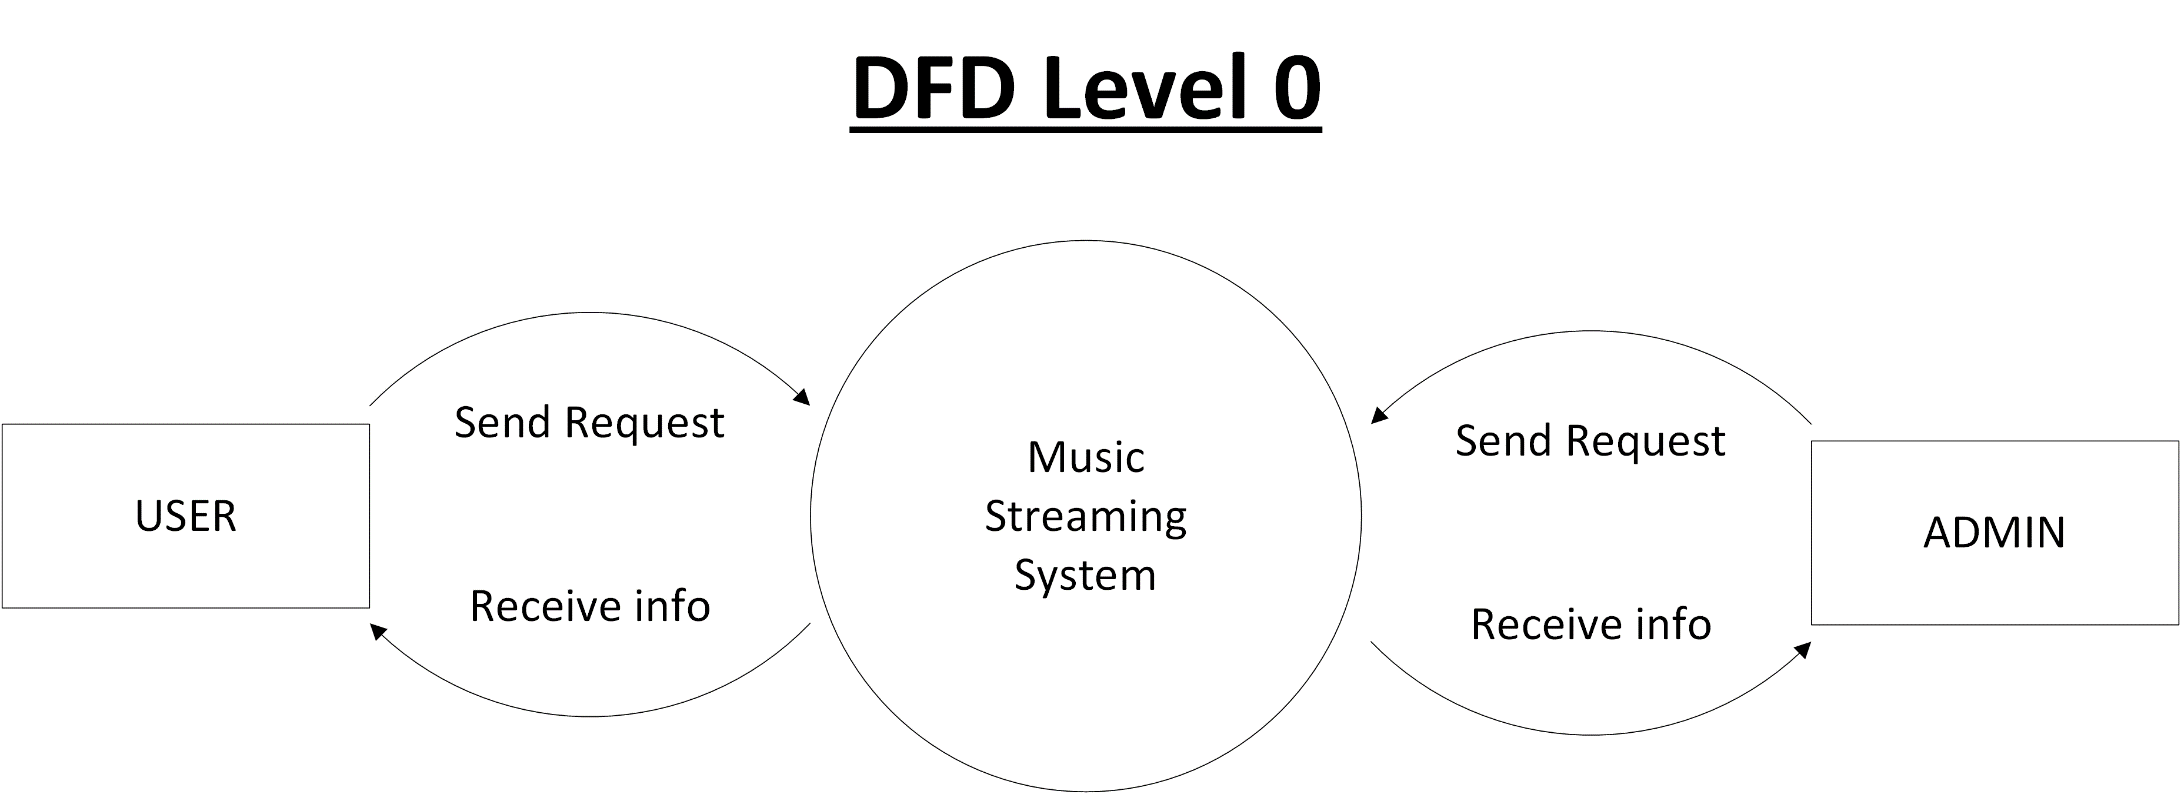 DFD Level 0
Send Request
USER
Receive info
Music
Streaming
System
Send Request
Receive info
ADMIN